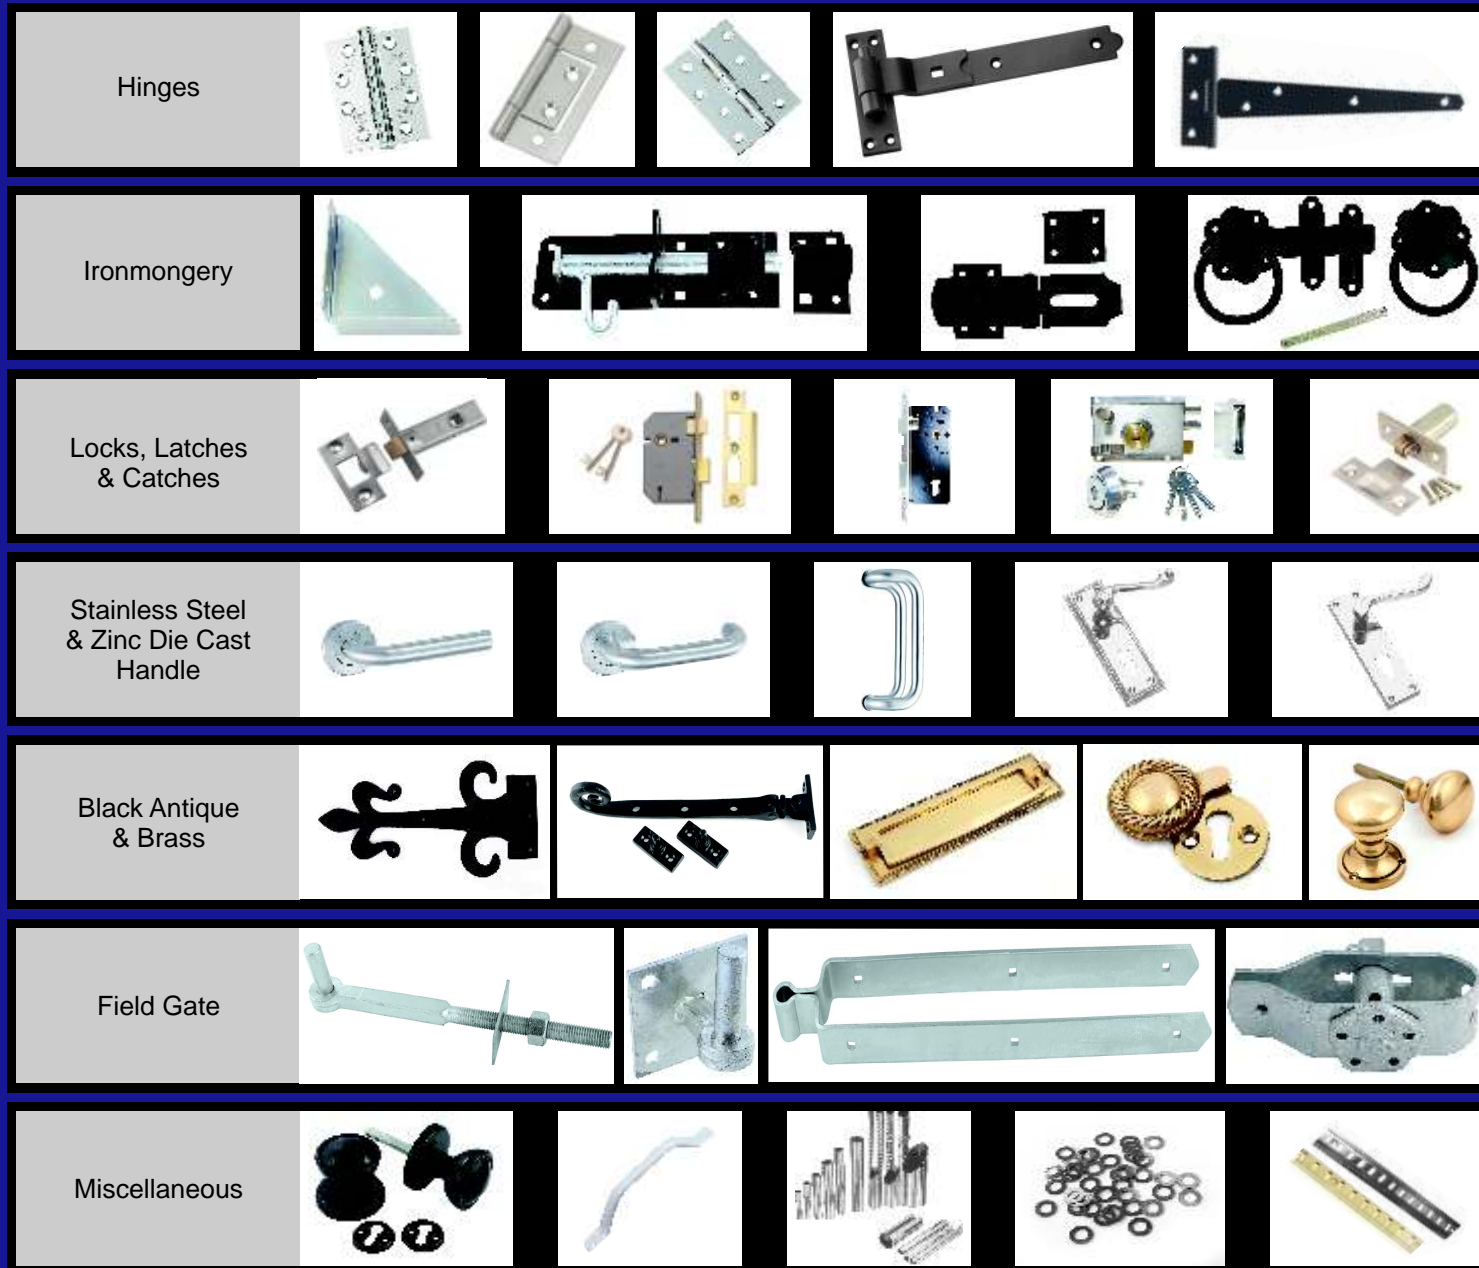 Hinges
Ironmongery
Locks, Latches
& Catches
Stainless Steel
& Zinc Die Cast
Handle
Black Antique
& Brass
Field Gate
Miscellaneous